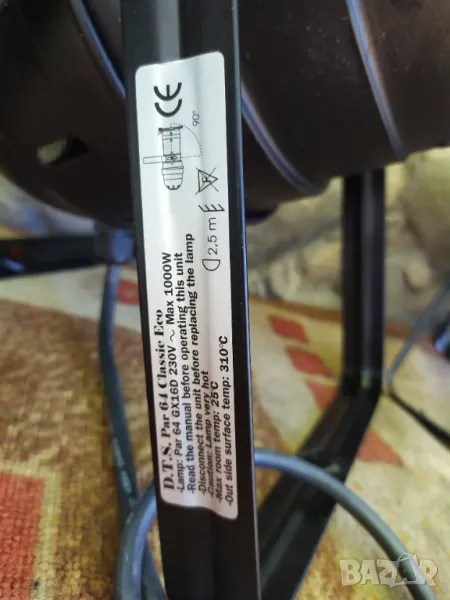 D.T.S. Par 64 Classic Eco
-Lamp: Par 64 GX16D 230V ~ Max 1000W
-Read the manual before operating this unit
-Disconnect the unit before replacing the lamp
-Caution: Lamp very hot
-Max room temp: 25°C
-Out side surface temp: 310°C
90°
CE
F
2,5 m
BAZAR.bg